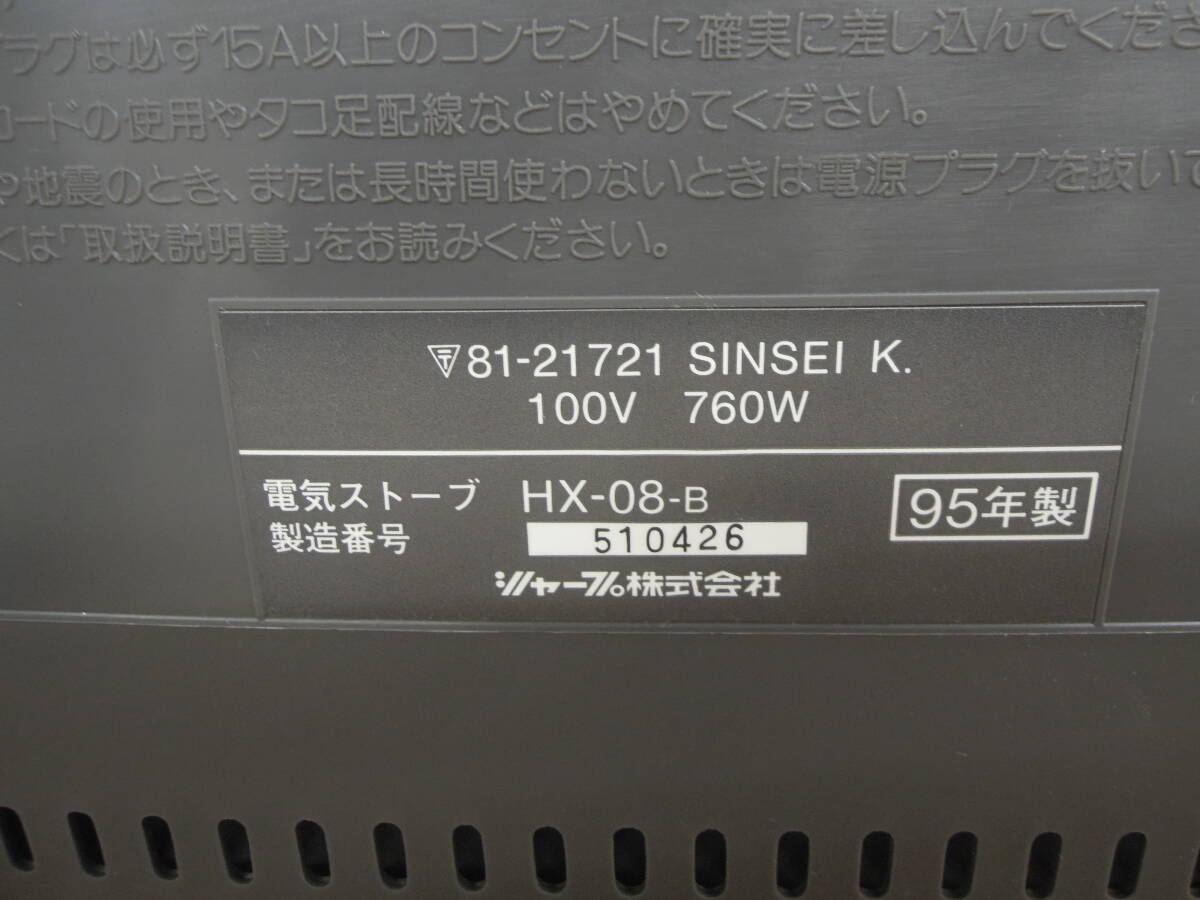 プラグは必ず15A以上のコンセントに確実に差し込んでくださ
コードの使用やタコ足配線などはやめてください。
や地震のとき、または長時間使わないときは電源プラグを抜いて
くは「取扱説明書」をお読みください。
〒81-21721 SINSEI K.
100V 760W
電気ストーブ HX-08-B 95年製
製造番号 510426
シャープ株式会社